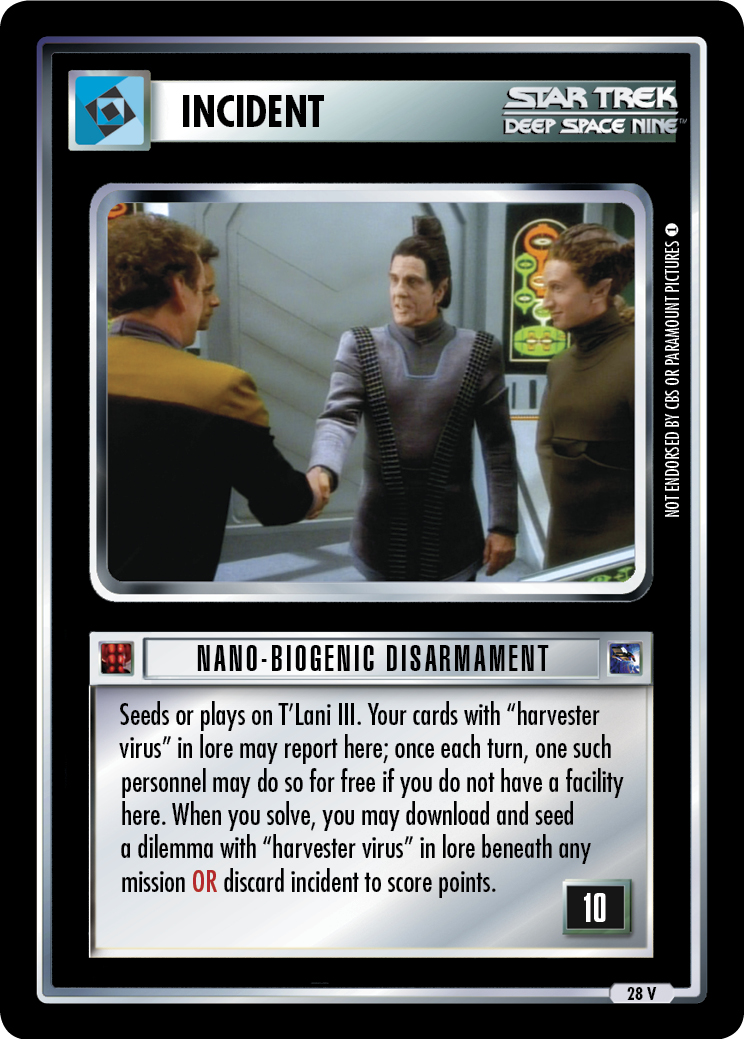 INCIDENT
STAR TREK
DEEP SPACE NINE™
NOT ENDORSED BY CBS OR PARAMOUNT PICTURES 1
NANO-BIOGENIC DISARMAMENT
Seeds or plays on T'Lani III. Your cards with “harvester
virus” in lore may report here; once each turn, one such
personnel may do so for free if you do not have a facility
here. When you solve, you may download and seed
a dilemma with “harvester virus” in lore beneath any
mission OR discard incident to score points.
10
28 V